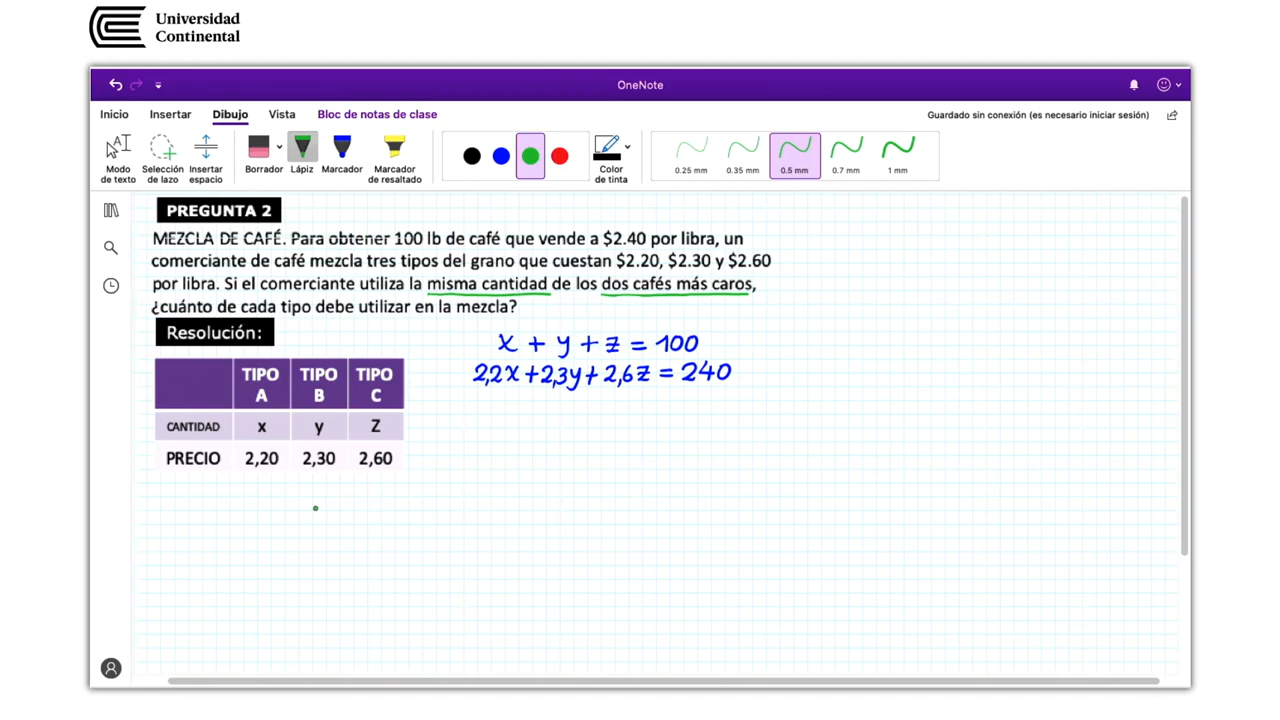 Universidad
Continental
OneNote
Inicio Insertar Dibujo Vista Bloc de notas de clase Guardado sin conexión (es necesario iniciar sesión)
Modo de texto Selección de lazo Insertar espacio Borrador Lápiz Marcador Marcador de resaltado Color de tinta 0.25 mm 0.35 mm 0.5 mm 0.7 mm 1 mm
PREGUNTA 2
MEZCLA DE CAFÉ. Para obtener 100 lb de café que vende a $2.40 por libra, un
comerciante de café mezcla tres tipos del grano que cuestan $2.20, $2.30 y $2.60
por libra. Si el comerciante utiliza la misma cantidad de los dos cafés más caros,
¿cuánto de cada tipo debe utilizar en la mezcla?
Resolución:
x + y + z = 100
2,2x + 2,3y + 2,6z = 240
TIPO A TIPO B TIPO C
CANTIDAD x y Z
PRECIO 2,20 2,30 2,60